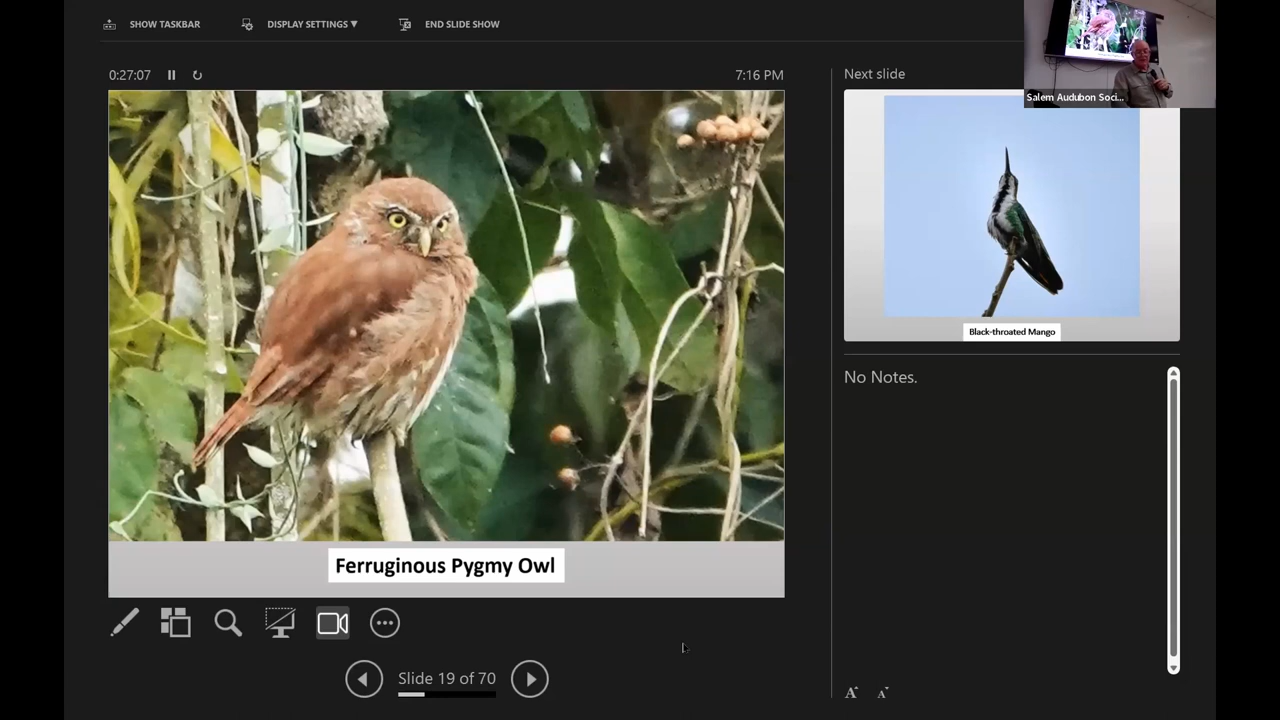 SHOW TASKBAR
DISPLAY SETTINGS ▼
END SLIDE SHOW
0:27:07
7:16 PM
Next slide
Salem Audubon Soci...
Black-throated Mango
No Notes.
Ferruginous Pygmy Owl
Slide 19 of 70
A
A